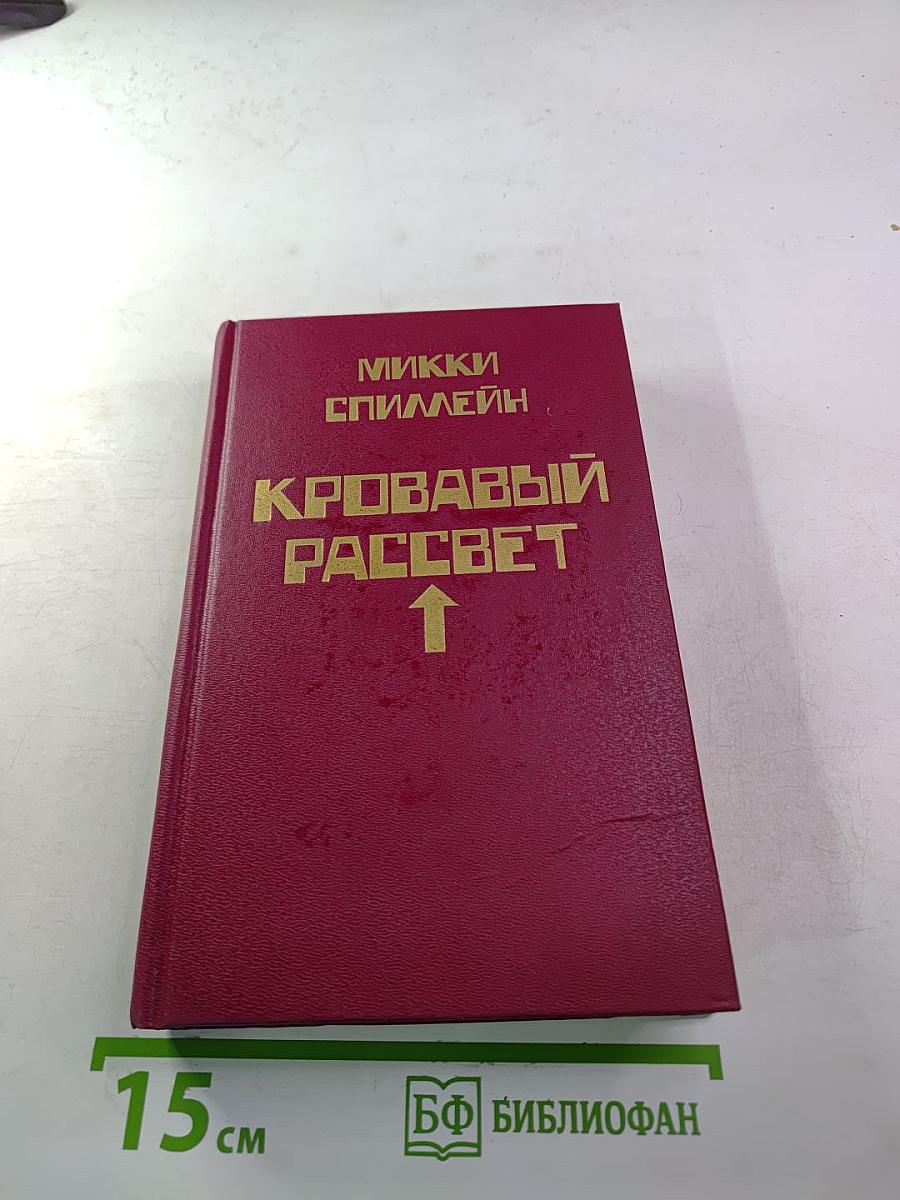 МИККИ
СПИЛЛЕЙН
КРОВАВЫЙ
РАССВЕТ
15 см
БФ БИБЛИОФАН